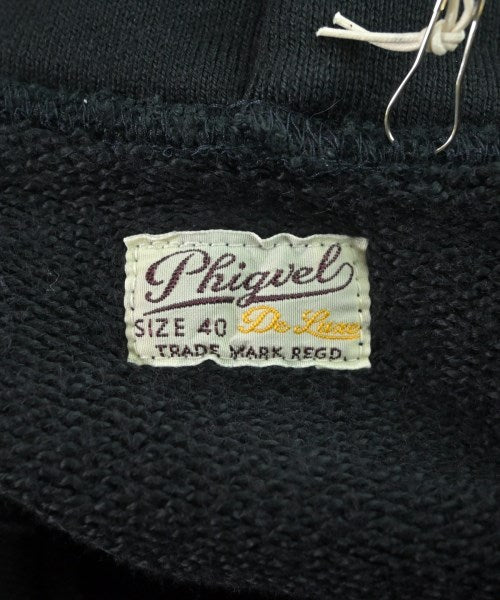 Phigvel
SIZE 40 De Luxe
TRADE MARK REGD.